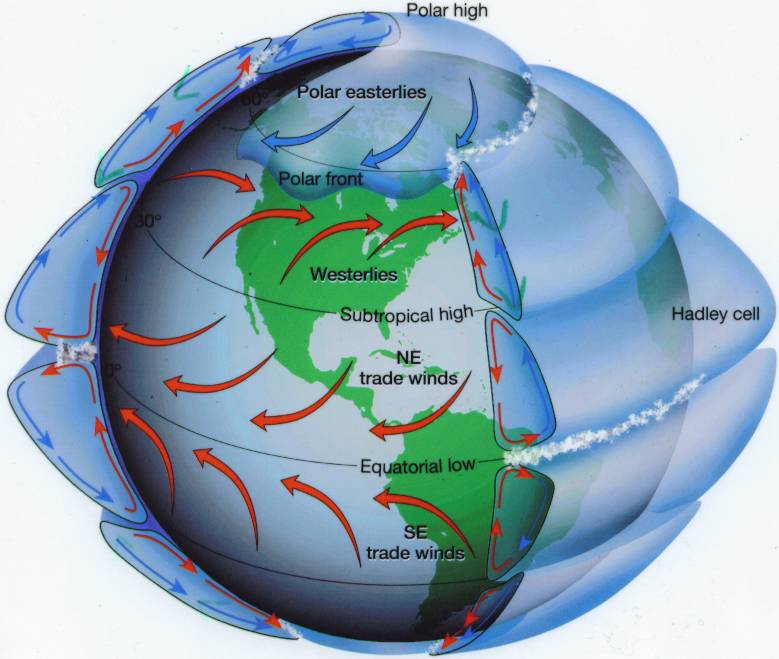 Polar high
60°
Polar easterlies
Polar front
30°
Westerlies
Subtropical high
Hadley cell
NE
trade winds
0°
Equatorial low
SE
trade winds